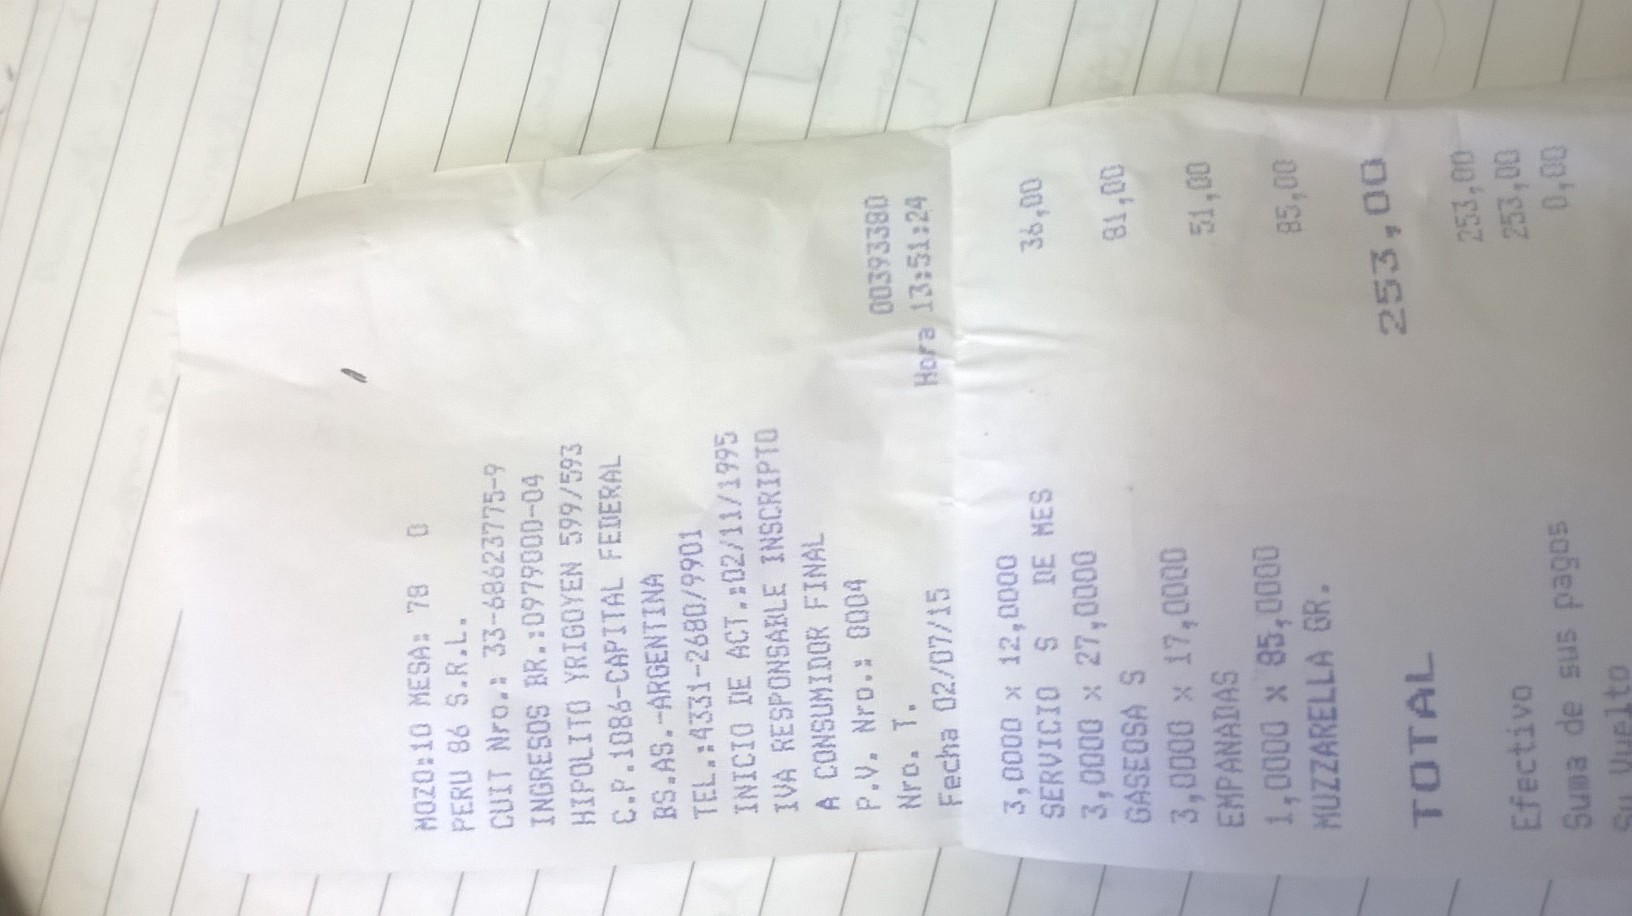 MOZO:10 MESA: 78 0
PERU 86 S.R.L.
CUIT Nro.: 33-68623775-9
INGRESOS BR.:097900D-04
HIPOLITO YRIGOYEN 599/593
C.P.1086-CAPITAL FEDERAL
BS.AS.-ARGENTINA
TEL.:4331-2680/9901
INICIO DE ACT.:02/11/1995
IVA RESPONSABLE INSCRIPTO
A CONSUMIDOR FINAL
P.V. Nro.: 0004
Nro. T. 00393380
Fecha 02/07/15 Hora 13:51:24
3,0000 x 12,0000
SERVICIO S DE MES 36,00
3,0000 x 27,0000
GASEOSA S 81,00
3,0000 x 17,0000
EMPANADAS 51,00
1,0000 x 85,0000
MUZZARELLA GR. 85,00
TOTAL 253,00
253,00
Efectivo 253,00
Suma de sus pagos 0,00
Su Vuelto